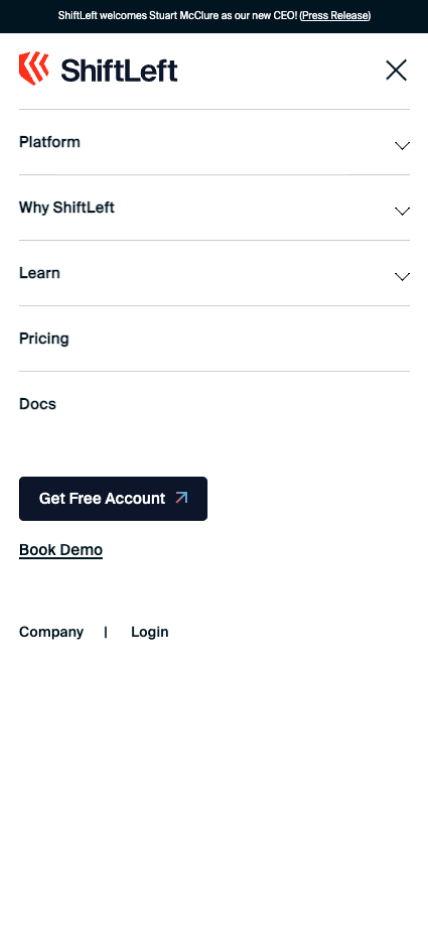 ShiftLeft welcomes Stuart McClure as our new CEO! (Press Release)
ShiftLeft
Platform
Why ShiftLeft
Learn
Pricing
Docs
Get Free Account
Book Demo
Company | Login